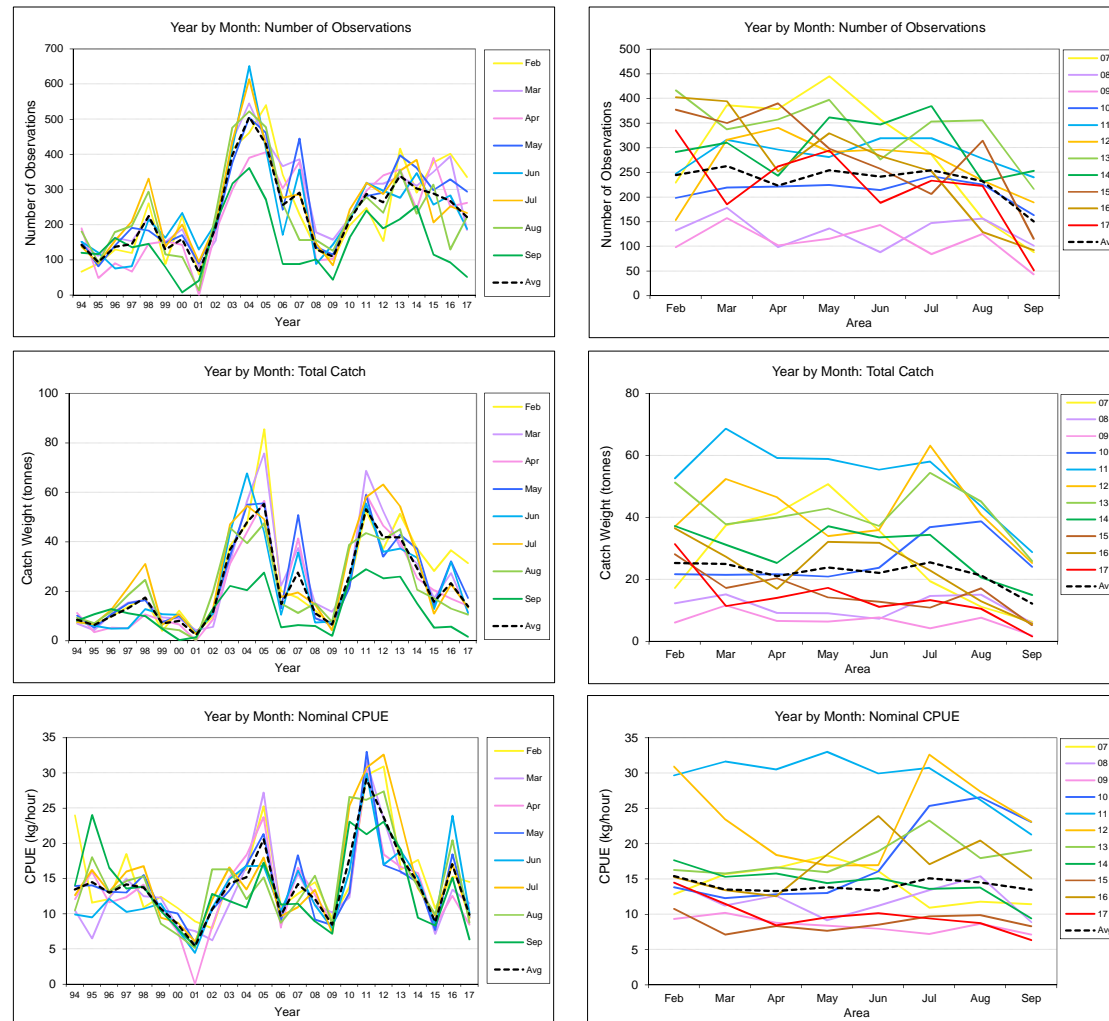 Year by Month: Number of Observations
Number of Observations
700
600
500
400
300
200
100
0
94 95 96 97 98 99 00 01 02 03 04 05 06 07 08 09 10 11 12 13 14 15 16 17
Year
Feb
Mar
Apr
May
Jun
Jul
Aug
Sep
Avg
Year by Month: Number of Observations
Number of Observations
500
450
400
350
300
250
200
150
100
50
0
Feb Mar Apr May Jun Jul Aug Sep
Area
07
08
09
10
11
12
13
14
15
16
17
Av
Year by Month: Total Catch
Catch Weight (tonnes)
100
80
60
40
20
0
94 95 96 97 98 99 00 01 02 03 04 05 06 07 08 09 10 11 12 13 14 15 16 17
Year
Feb
Mar
Apr
May
Jun
Jul
Aug
Sep
Avg
Year by Month: Total Catch
Catch Weight (tonnes)
80
60
40
20
0
Feb Mar Apr May Jun Jul Aug Sep
Area
07
08
09
10
11
12
13
14
15
16
17
Av
Year by Month: Nominal CPUE
CPUE (kg/hour)
35
30
25
20
15
10
5
0
94 95 96 97 98 99 00 01 02 03 04 05 06 07 08 09 10 11 12 13 14 15 16 17
Year
Feb
Mar
Apr
May
Jun
Jul
Aug
Sep
Avg
Year by Month: Nominal CPUE
CPUE (kg/hour)
35
30
25
20
15
10
5
0
Feb Mar Apr May Jun Jul Aug Sep
Area
07
08
09
10
11
12
13
14
15
16
17
Av